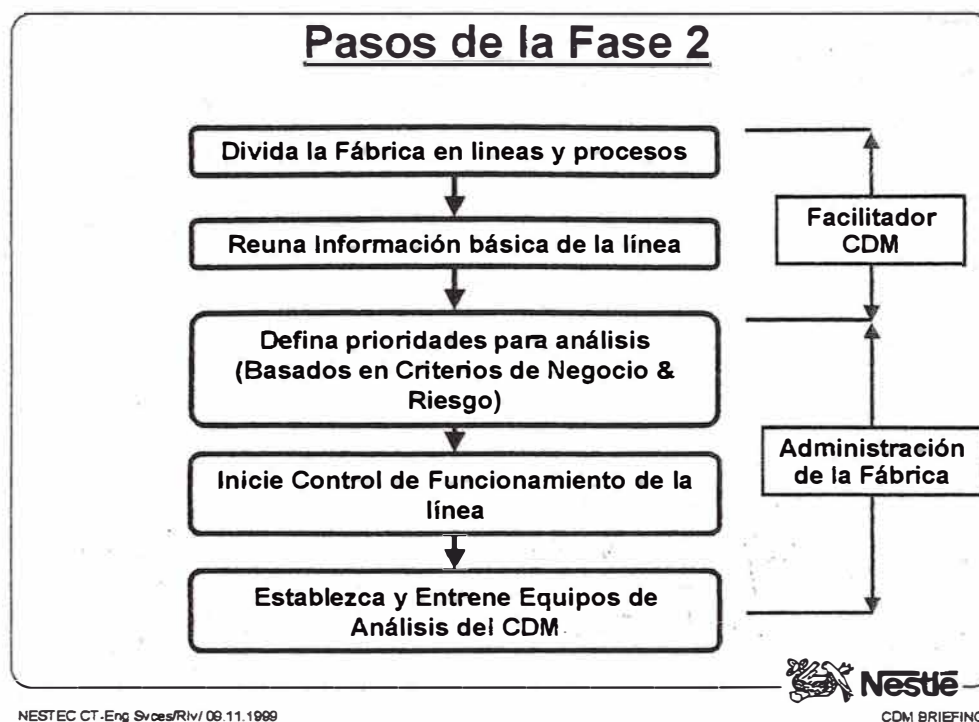 Pasos de la Fase 2
Divida la Fábrica en lineas y procesos
Reuna Información básica de la línea
Defina prioridades para análisis
(Basados en Criterios de Negocio &
Riesgo)
Inicie Control de Funcionamiento de la
línea
Establezca y Entrene Equipos de
Análisis del CDM
Facilitador
CDM
Administración
de la Fábrica
Nestlé
NESTEC CT-Eng Svces/Rlv/ 09.11.1999
CDM BRIEFING